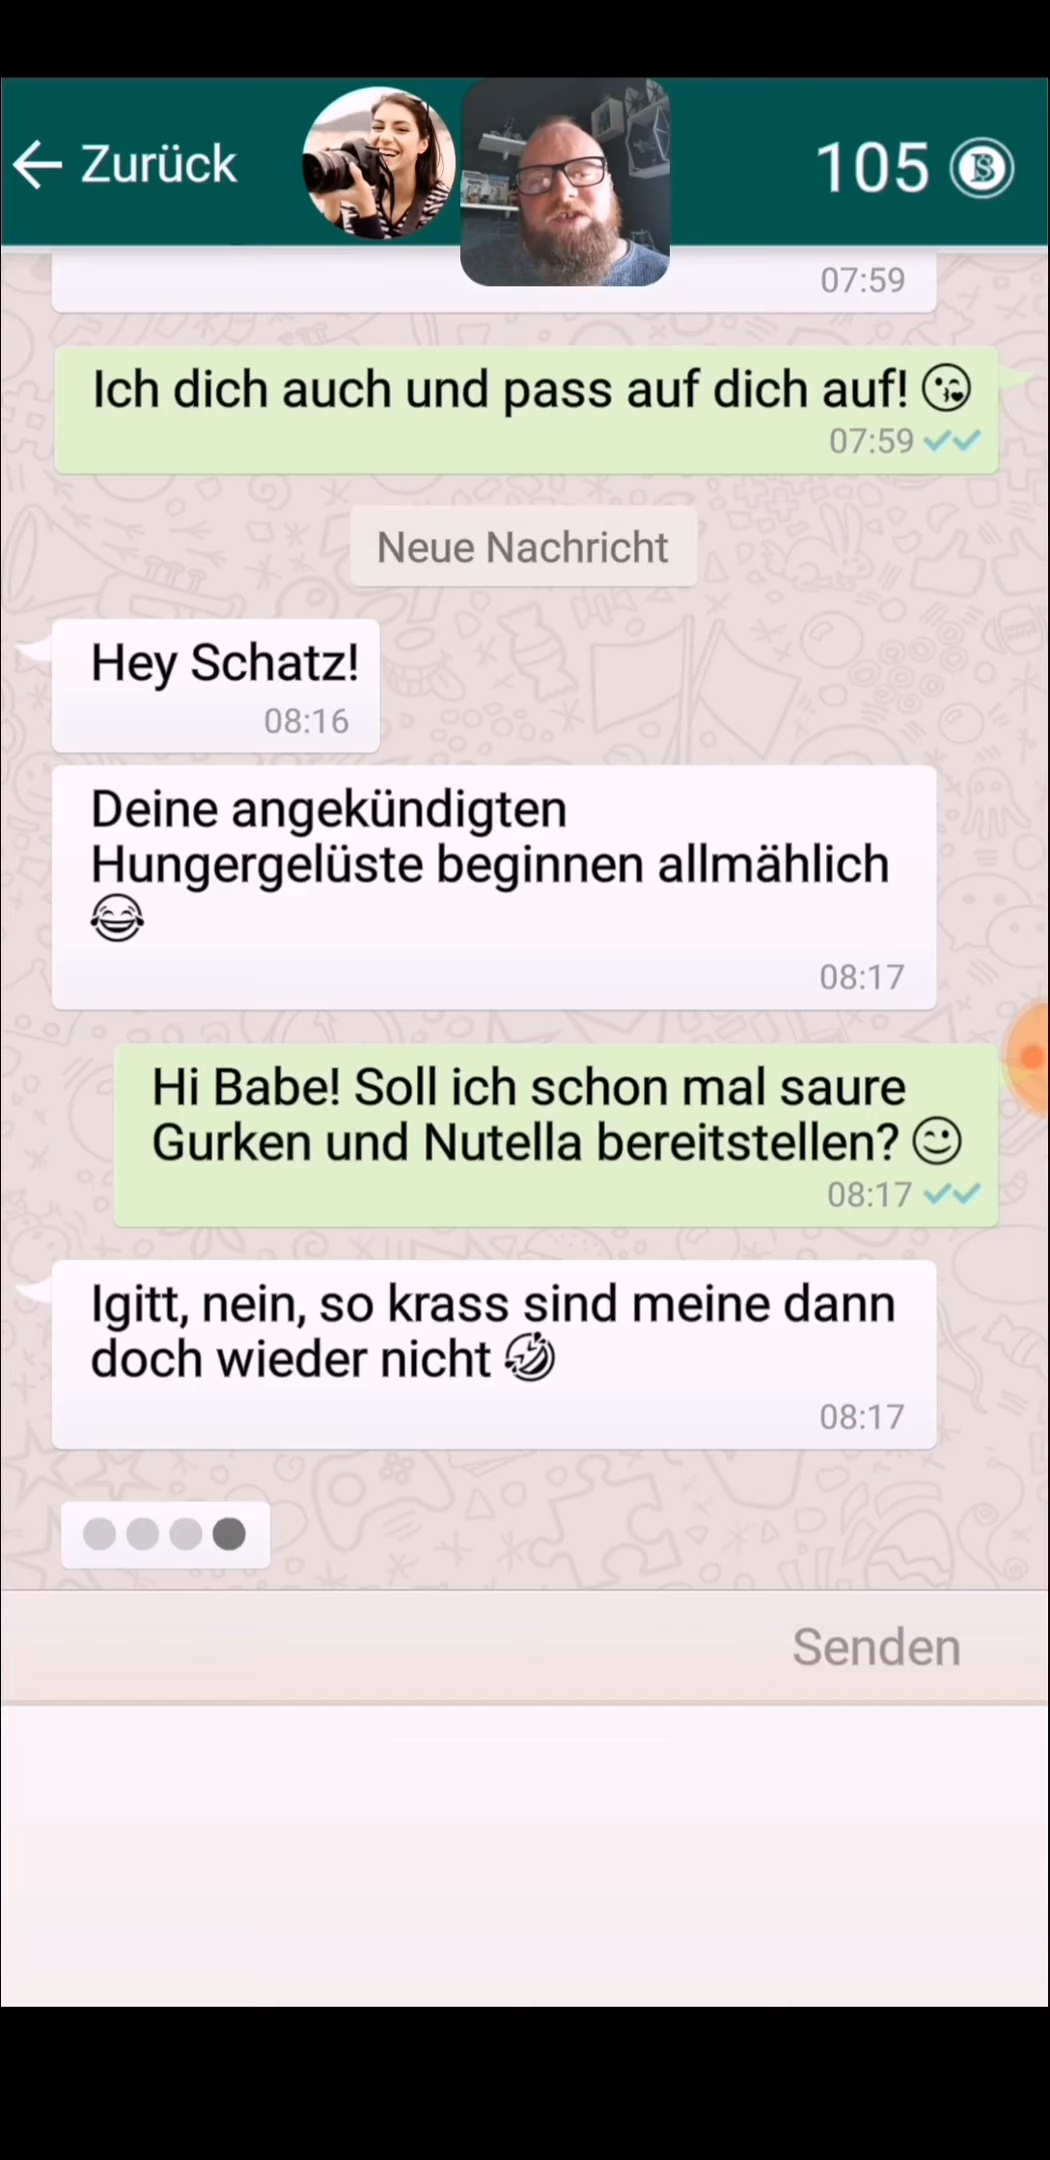 Zurück
105
07:59
Ich dich auch und pass auf dich auf! 😘
07:59
Neue Nachricht
Hey Schatz!
08:16
Deine angekündigten
Hungergelüste beginnen allmählich
😂
08:17
Hi Babe! Soll ich schon mal saure
Gurken und Nutella bereitstellen? 😉
08:17
Igitt, nein, so krass sind meine dann
doch wieder nicht 🤣
08:17
Senden